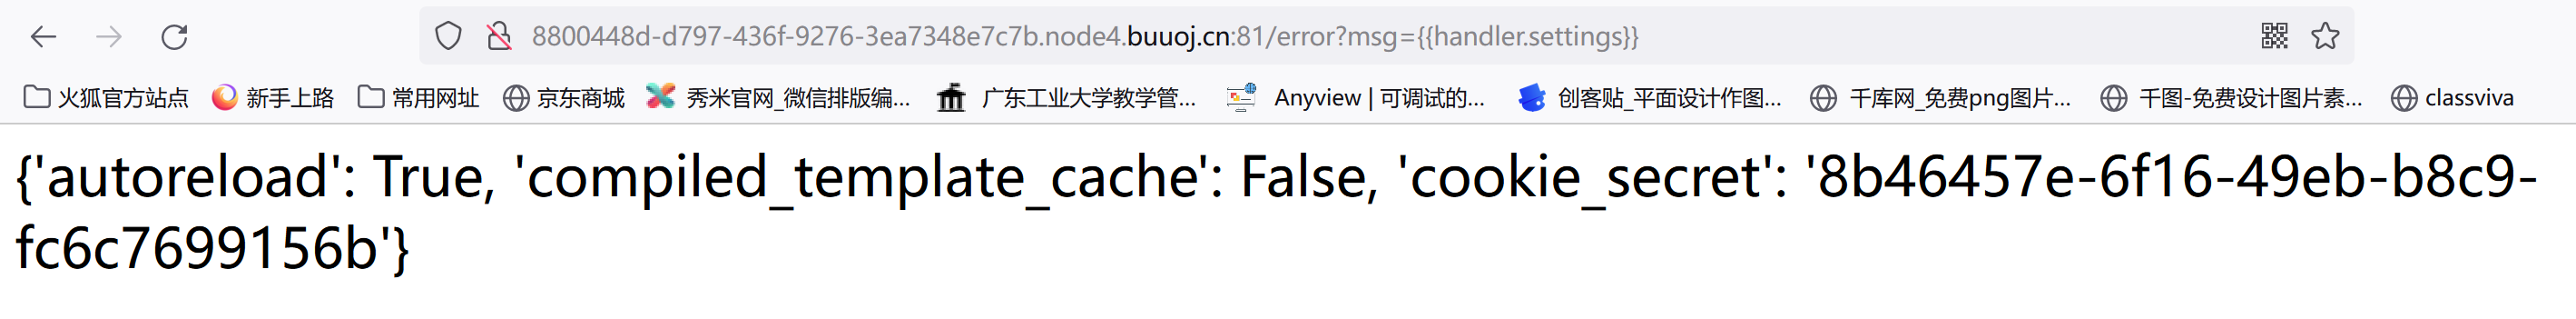 8800448d-d797-436f-9276-3ea7348e7c7b.node4.buuoj.cn:81/error?msg={{handler.settings}}
火狐官方站点 新手上路 常用网址 京东商城 秀米官网_微信排版编... 广东工业大学教学管... Anyview | 可调试的... 创客贴_平面设计作图... 千库网_免费png图片... 千图-免费设计图片素... classviva
{'autoreload': True, 'compiled_template_cache': False, 'cookie_secret': '8b46457e-6f16-49eb-b8c9-
fc6c7699156b'}